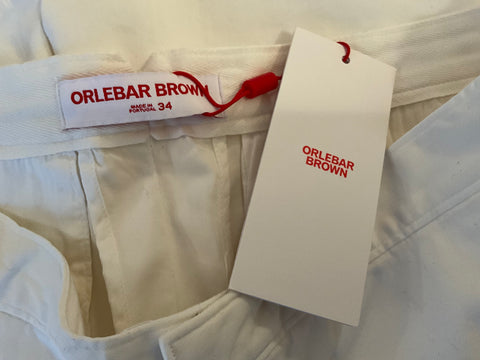 ORLEBAR BROWN
MADE IN
PORTUGAL 34
ORLEBAR
BROWN